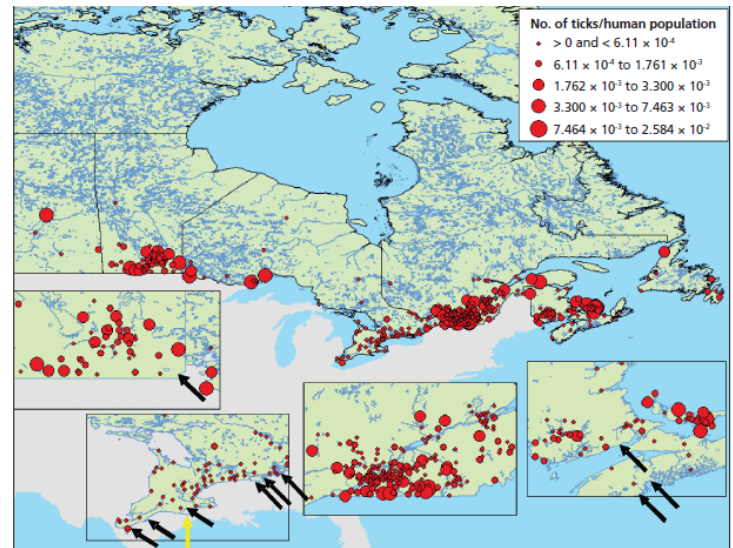 No. of ticks/human population
> 0 and < 6.11 × 10-⁴
6.11 × 10-⁴ to 1.761 × 10-³
1.762 × 10-³ to 3.300 × 10-³
3.300 × 10-³ to 7.463 × 10-³
7.464 × 10-³ to 2.584 × 10-²